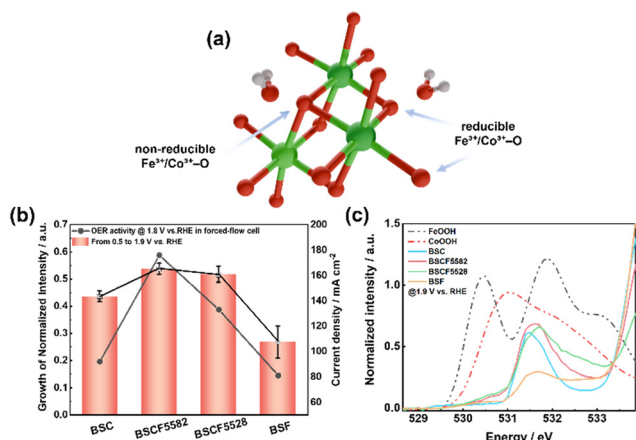 (a)
non-reducible
Fe³⁺/Co³⁺–O
reducible
Fe³⁺/Co³⁺–O
(b)
Growth of Normalized Intensity / a.u.
0.7
0.6
0.5
0.4
0.3
0.2
0.1
0.0
OER activity @ 1.8 V vs.RHE in forced-flow cell
From 0.5 to 1.9 V vs. RHE
200
180
160
140
120
100
80
60
Current density / mA cm⁻²
BSC
BSCF5582
BSCF5528
BSF
(c)
Normalized intensity / a.u.
1.5
1.0
0.5
0.0
FeOOH
CoOOH
BSC
BSCF5582
BSCF5528
BSF
@1.9 V vs. RHE
529
530
531
532
533
Energy / eV